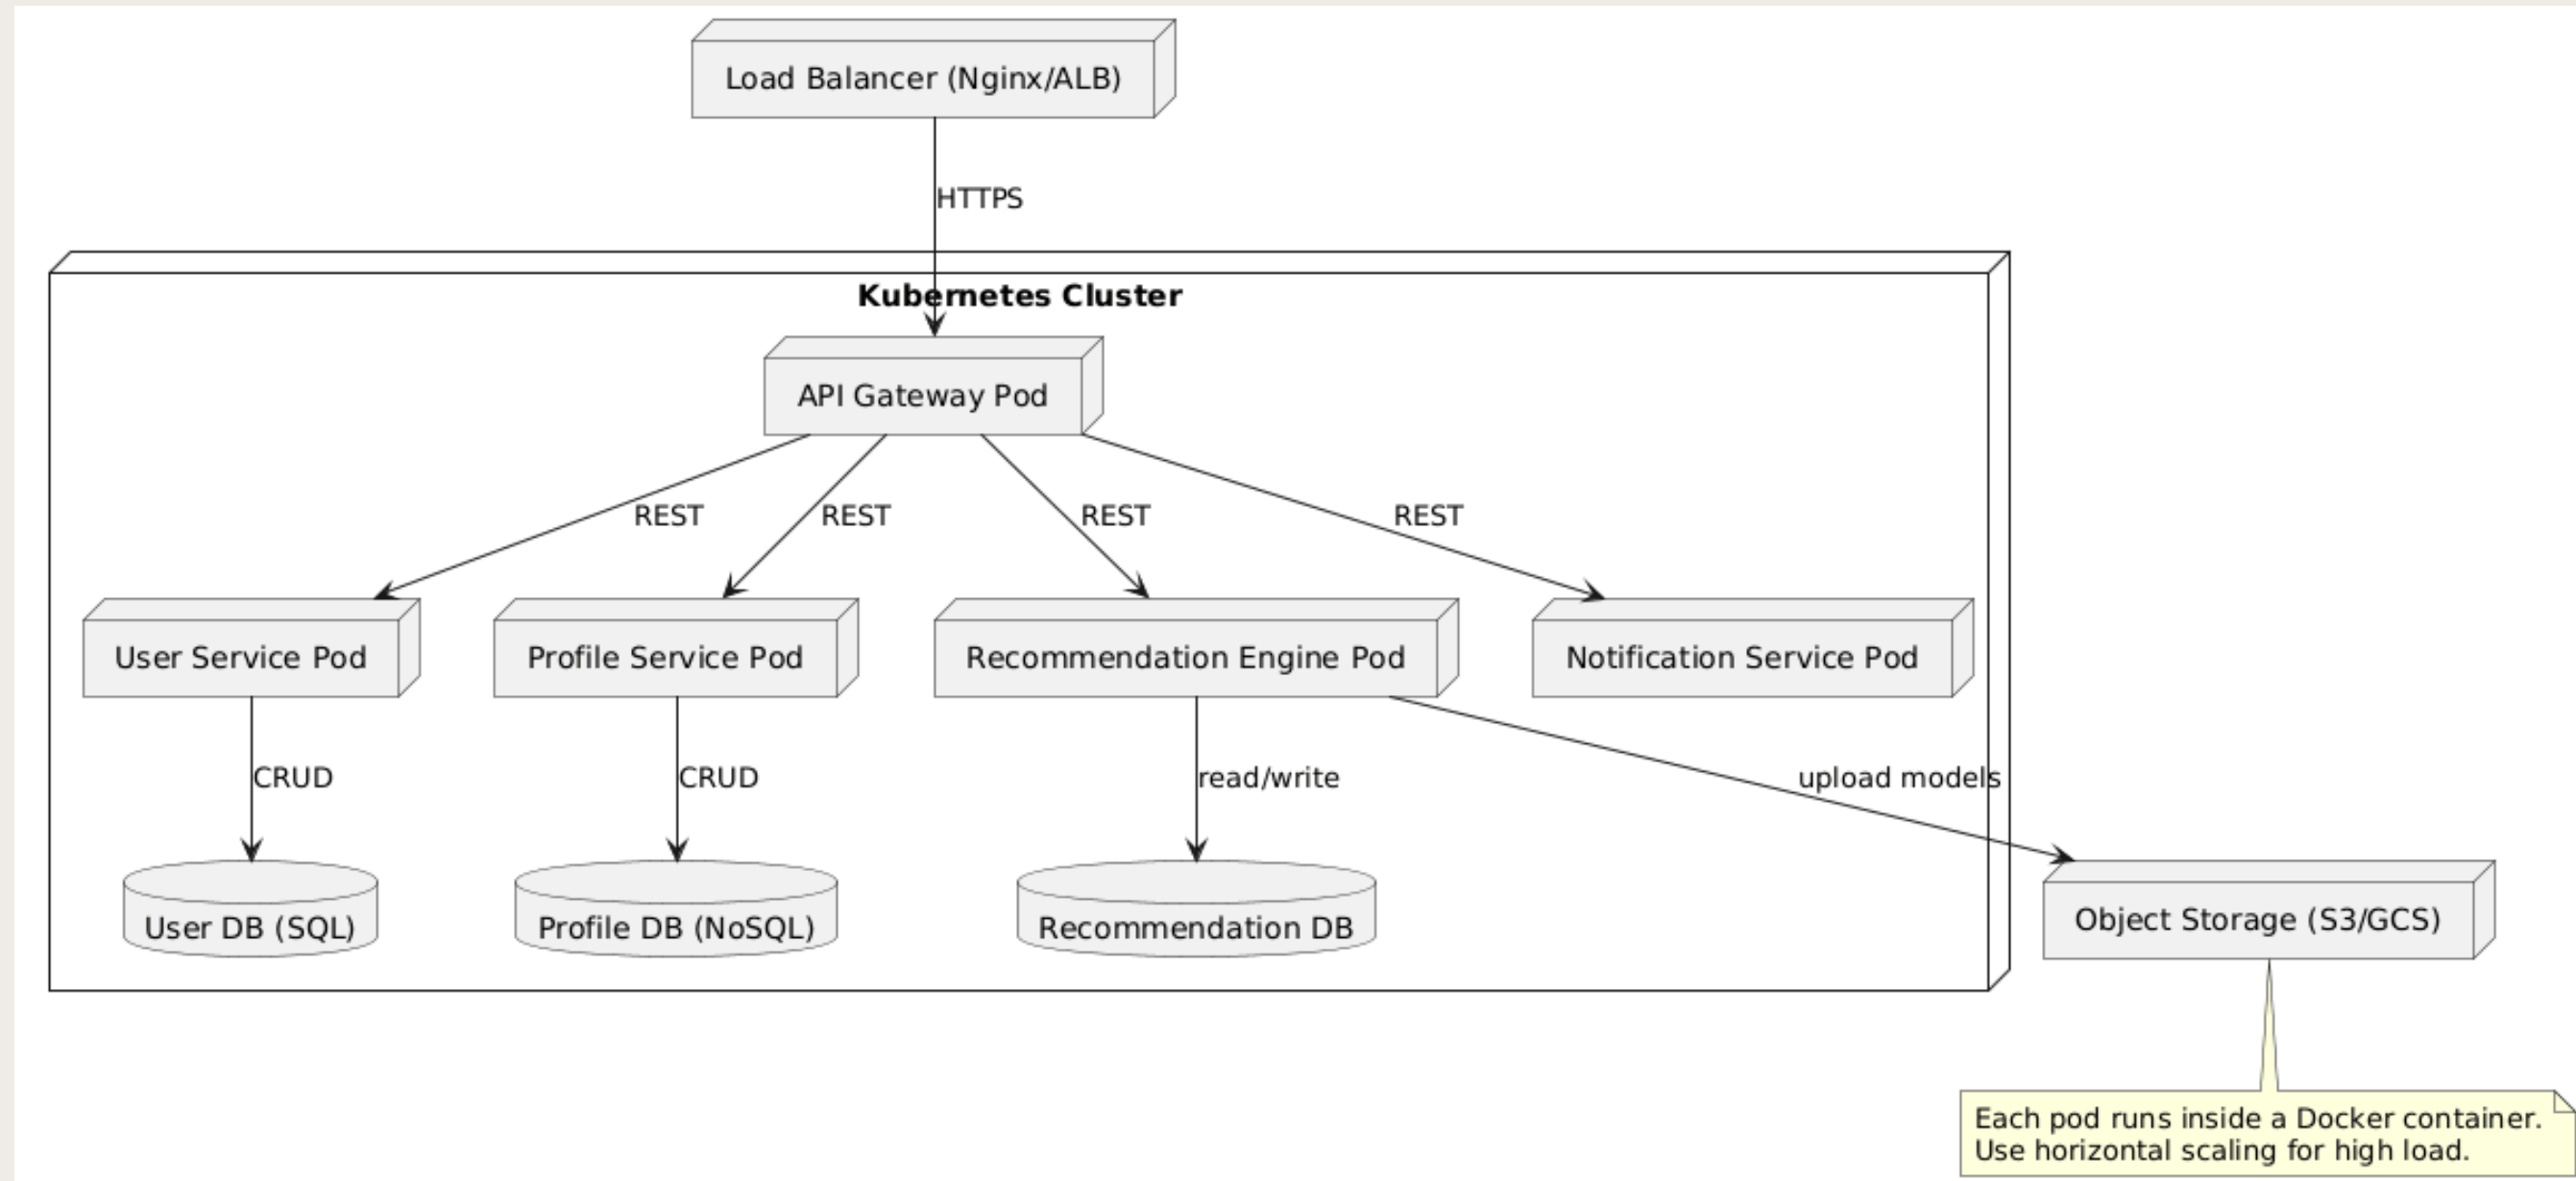 Load Balancer (Nginx/ALB)
HTTPS
Kubernetes Cluster
API Gateway Pod
REST
REST
REST
REST
User Service Pod
Profile Service Pod
Recommendation Engine Pod
Notification Service Pod
CRUD
CRUD
read/write
upload models
User DB (SQL)
Profile DB (NoSQL)
Recommendation DB
Object Storage (S3/GCS)
Each pod runs inside a Docker container.
Use horizontal scaling for high load.